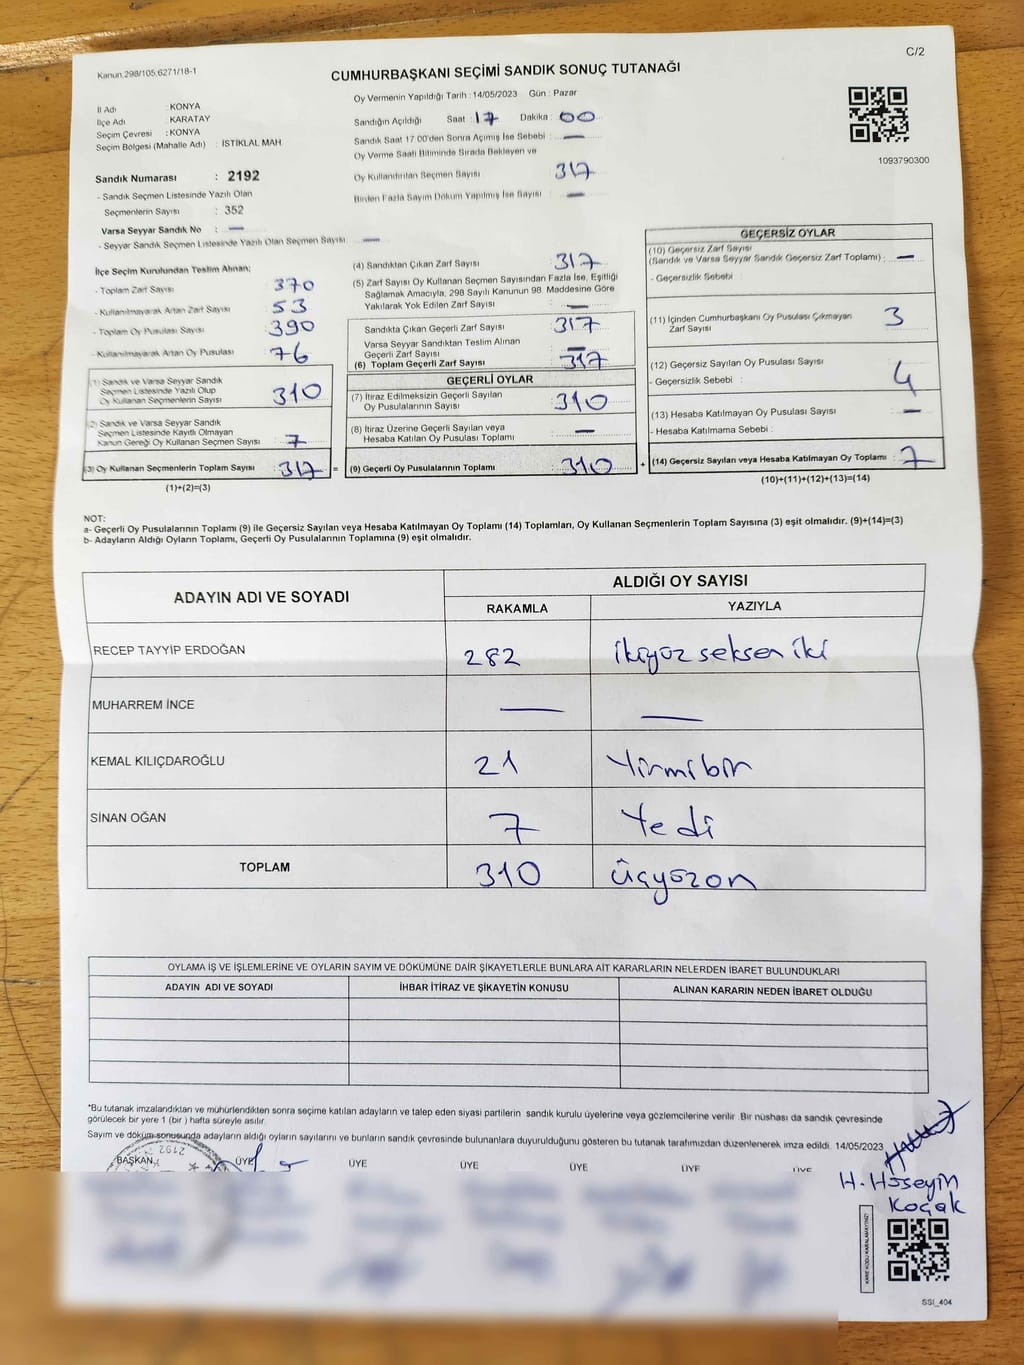 C/2
Kanun.298/105;6271/18-1
CUMHURBAŞKANI SEÇİMİ SANDIK SONUÇ TUTANAĞI
Oy Vermenin Yapıldığı Tarih : 14/05/2023 Gün : Pazar
İl Adı : KONYA
İlçe Adı : KARATAY
Seçim Çevresi : KONYA
Seçim Bölgesi (Mahalle Adı) : İSTİKLAL MAH
Sandığın Açıldığı Saat : 17 Dakika : 00
Sandık Saat 17:00'den Sonra Açılmış İse Sebebi : —
Oy Verme Saati Bitiminde Sırada Bekleyen ve
Oy Kullandırılan Seçmen Sayısı 317
Birden Fazla Sayım Döküm Yapılmış İse Sayısı : —
1093790300
Sandık Numarası : 2192
- Sandık Seçmen Listesinde Yazılı Olan
Seçmenlerin Sayısı : 352
Varsa Seyyar Sandık No : —
- Seyyar Sandık Seçmen Listesinde Yazılı Olan Seçmen Sayısı : —
İlçe Seçim Kurulundan Teslim Alınan;
- Toplam Zarf Sayısı : 370
- Kullanılmayarak Artan Zarf Sayısı : 53
- Toplam Oy Pusulası Sayısı : 390
- Kullanılmayarak Artan Oy Pusulası : 76
(1) Sandık ve Varsa Seyyar Sandık
Seçmen Listesinde Yazılı Olup
Oy Kullanan Seçmenlerin Sayısı : 310
(2) Sandık ve Varsa Seyyar Sandık
Seçmen Listesinde Kayıtlı Olmayan
Kanun Gereği Oy Kullanan Seçmen Sayısı : 7
(3) Oy Kullanan Seçmenlerin Toplam Sayısı : 317 =
(1)+(2)=(3)
(4) Sandıktan Çıkan Zarf Sayısı : 317
(5) Zarf Sayısı Oy Kullanan Seçmen Sayısından Fazla İse, Eşitliği
Sağlamak Amacıyla, 298 Sayılı Kanunun 98. Maddesine Göre
Yakılarak Yok Edilen Zarf Sayısı : —
Sandıkta Çıkan Geçerli Zarf Sayısı : 317
Varsa Seyyar Sandıktan Teslim Alınan
Geçerli Zarf Sayısı : —
(6) Toplam Geçerli Zarf Sayısı : 317
GEÇERLİ OYLAR
(7) İtiraz Edilmeksizin Geçerli Sayılan
Oy Pusulalarının Sayısı : 310
(8) İtiraz Üzerine Geçerli Sayılan veya
Hesaba Katılan Oy Pusulası Toplamı : —
(9) Geçerli Oy Pusulalarının Toplamı : 310 +
GEÇERSİZ OYLAR
(10) Geçersiz Zarf Sayısı
(Sandık ve Varsa Seyyar Sandık Geçersiz Zarf Toplamı) : —
- Geçersizlik Sebebi :
(11) İçinden Cumhurbaşkanı Oy Pusulası Çıkmayan
Zarf Sayısı : 3
(12) Geçersiz Sayılan Oy Pusulası Sayısı : 4
- Geçersizlik Sebebi :
(13) Hesaba Katılmayan Oy Pusulası Sayısı : —
- Hesaba Katılmama Sebebi :
(14) Geçersiz Sayılan veya Hesaba Katılmayan Oy Toplamı : 7
(10)+(11)+(12)+(13)=(14)
NOT:
a- Geçerli Oy Pusulalarının Toplamı (9) ile Geçersiz Sayılan veya Hesaba Katılmayan Oy Toplamı (14) Toplamları, Oy Kullanan Seçmenlerin Toplam Sayısına (3) eşit olmalıdır. (9)+(14)=(3)
b- Adayların Aldığı Oyların Toplamı, Geçerli Oy Pusulalarının Toplamına (9) eşit olmalıdır.
ADAYIN ADI VE SOYADI ALDIĞI OY SAYISI
RAKAMLA YAZIYLA
RECEP TAYYİP ERDOĞAN 282 ikiyüz seksen iki
MUHARREM İNCE — —
KEMAL KILIÇDAROĞLU 21 Yirmibir
SİNAN OĞAN 7 Yedi
TOPLAM 310 üçyüzon
OYLAMA İŞ VE İŞLEMLERİNE VE OYLARIN SAYIM VE DÖKÜMÜNE DAİR ŞİKAYETLERLE BUNLARA AİT KARARLARIN NELERDEN İBARET BULUNDUKLARI
ADAYIN ADI VE SOYADI İHBAR İTİRAZ VE ŞİKAYETİN KONUSU ALINAN KARARIN NEDEN İBARET OLDUĞU
*Bu tutanak imzalandıktan ve mühürlendikten sonra seçime katılan adayların ve talep eden siyasi partilerin sandık kurulu üyelerine veya gözlemcilerine verilir. Bir nüshası da sandık çevresinde
görülecek bir yere 1 (bir) hafta süreyle asılır.
Sayım ve döküm sonusunda adayların aldığı oyların sayılarını ve bunların sandık çevresinde bulunanlara duyurulduğunu gösteren bu tutanak tarafımızdan düzenlenerek imza edildi. 14/05/2023
2192
BAŞKAN ÜYE ÜYE ÜYE ÜYE ÜYE ÜYE
H. Hüseyin
Koçak
KARE KODU KARALAMAYINIZ!
SSI_404